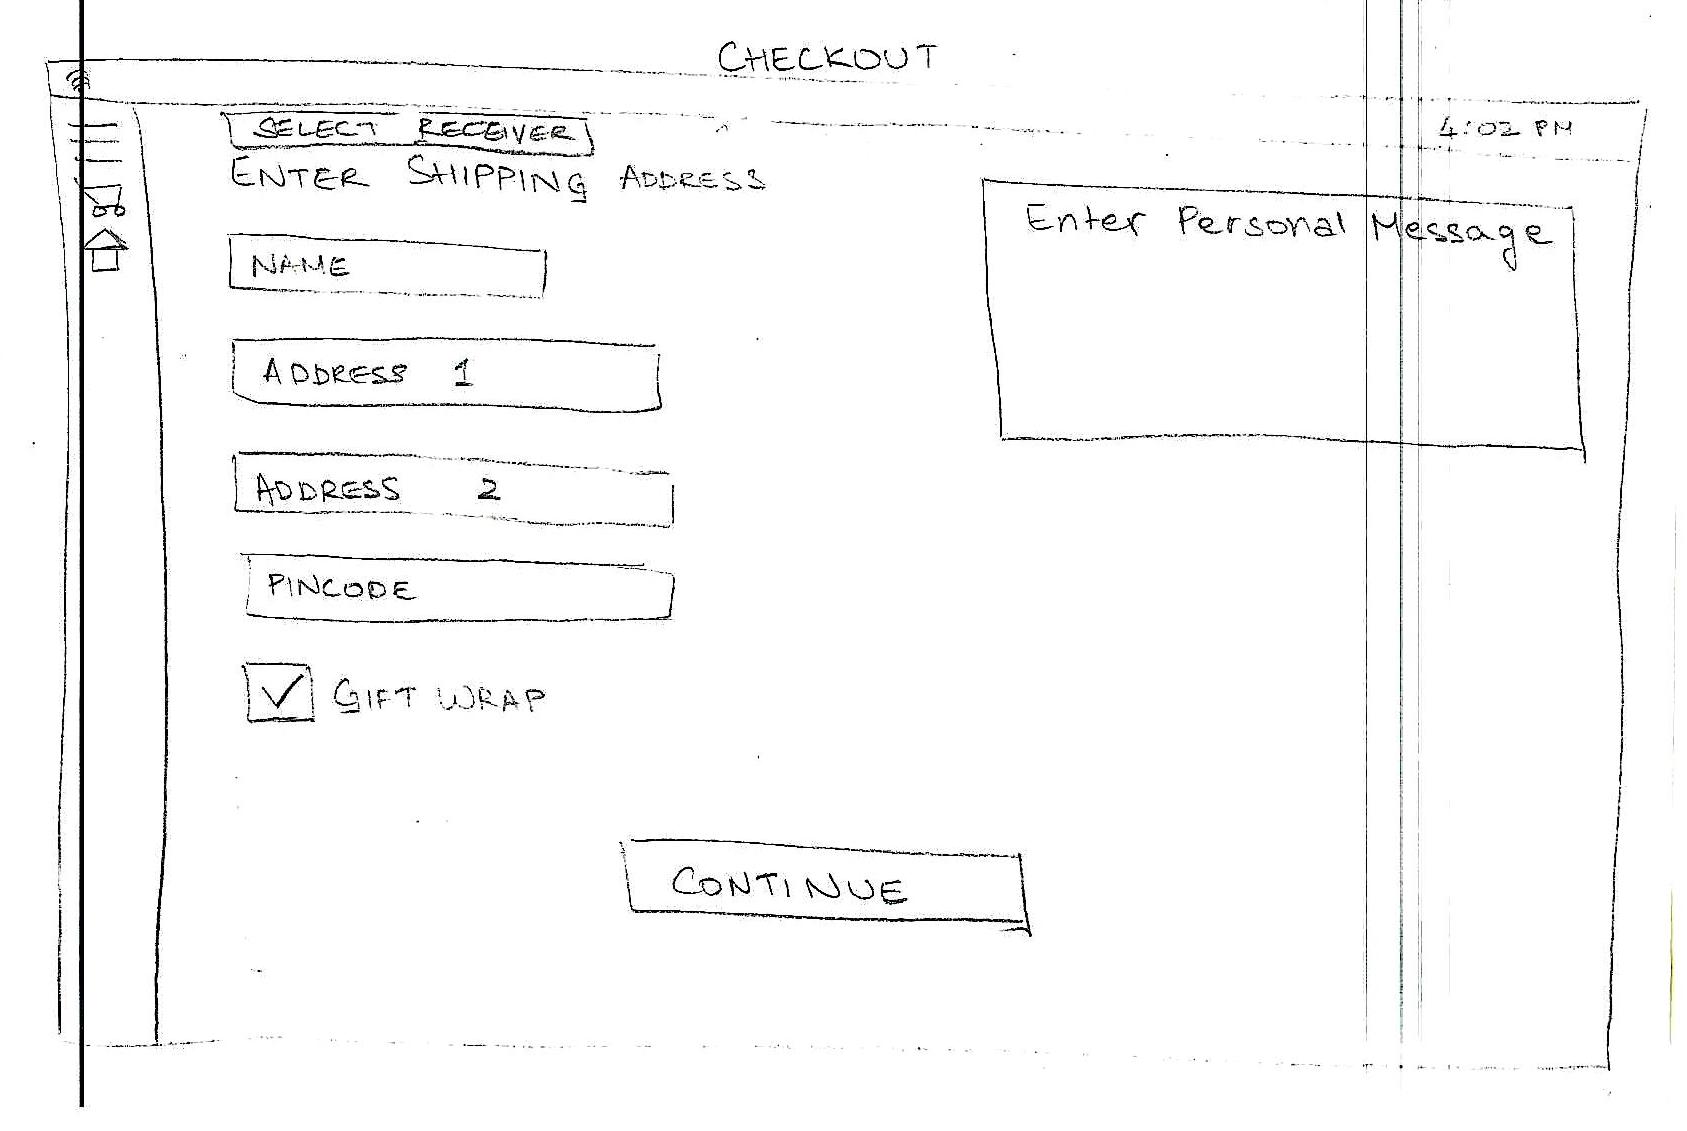 CHECKOUT
SELECT RECEIVER
4:02 PM
ENTER SHIPPING ADDRESS
Enter Personal Message
NAME
ADDRESS 1
ADDRESS 2
PINCODE
GIFT WRAP
CONTINUE